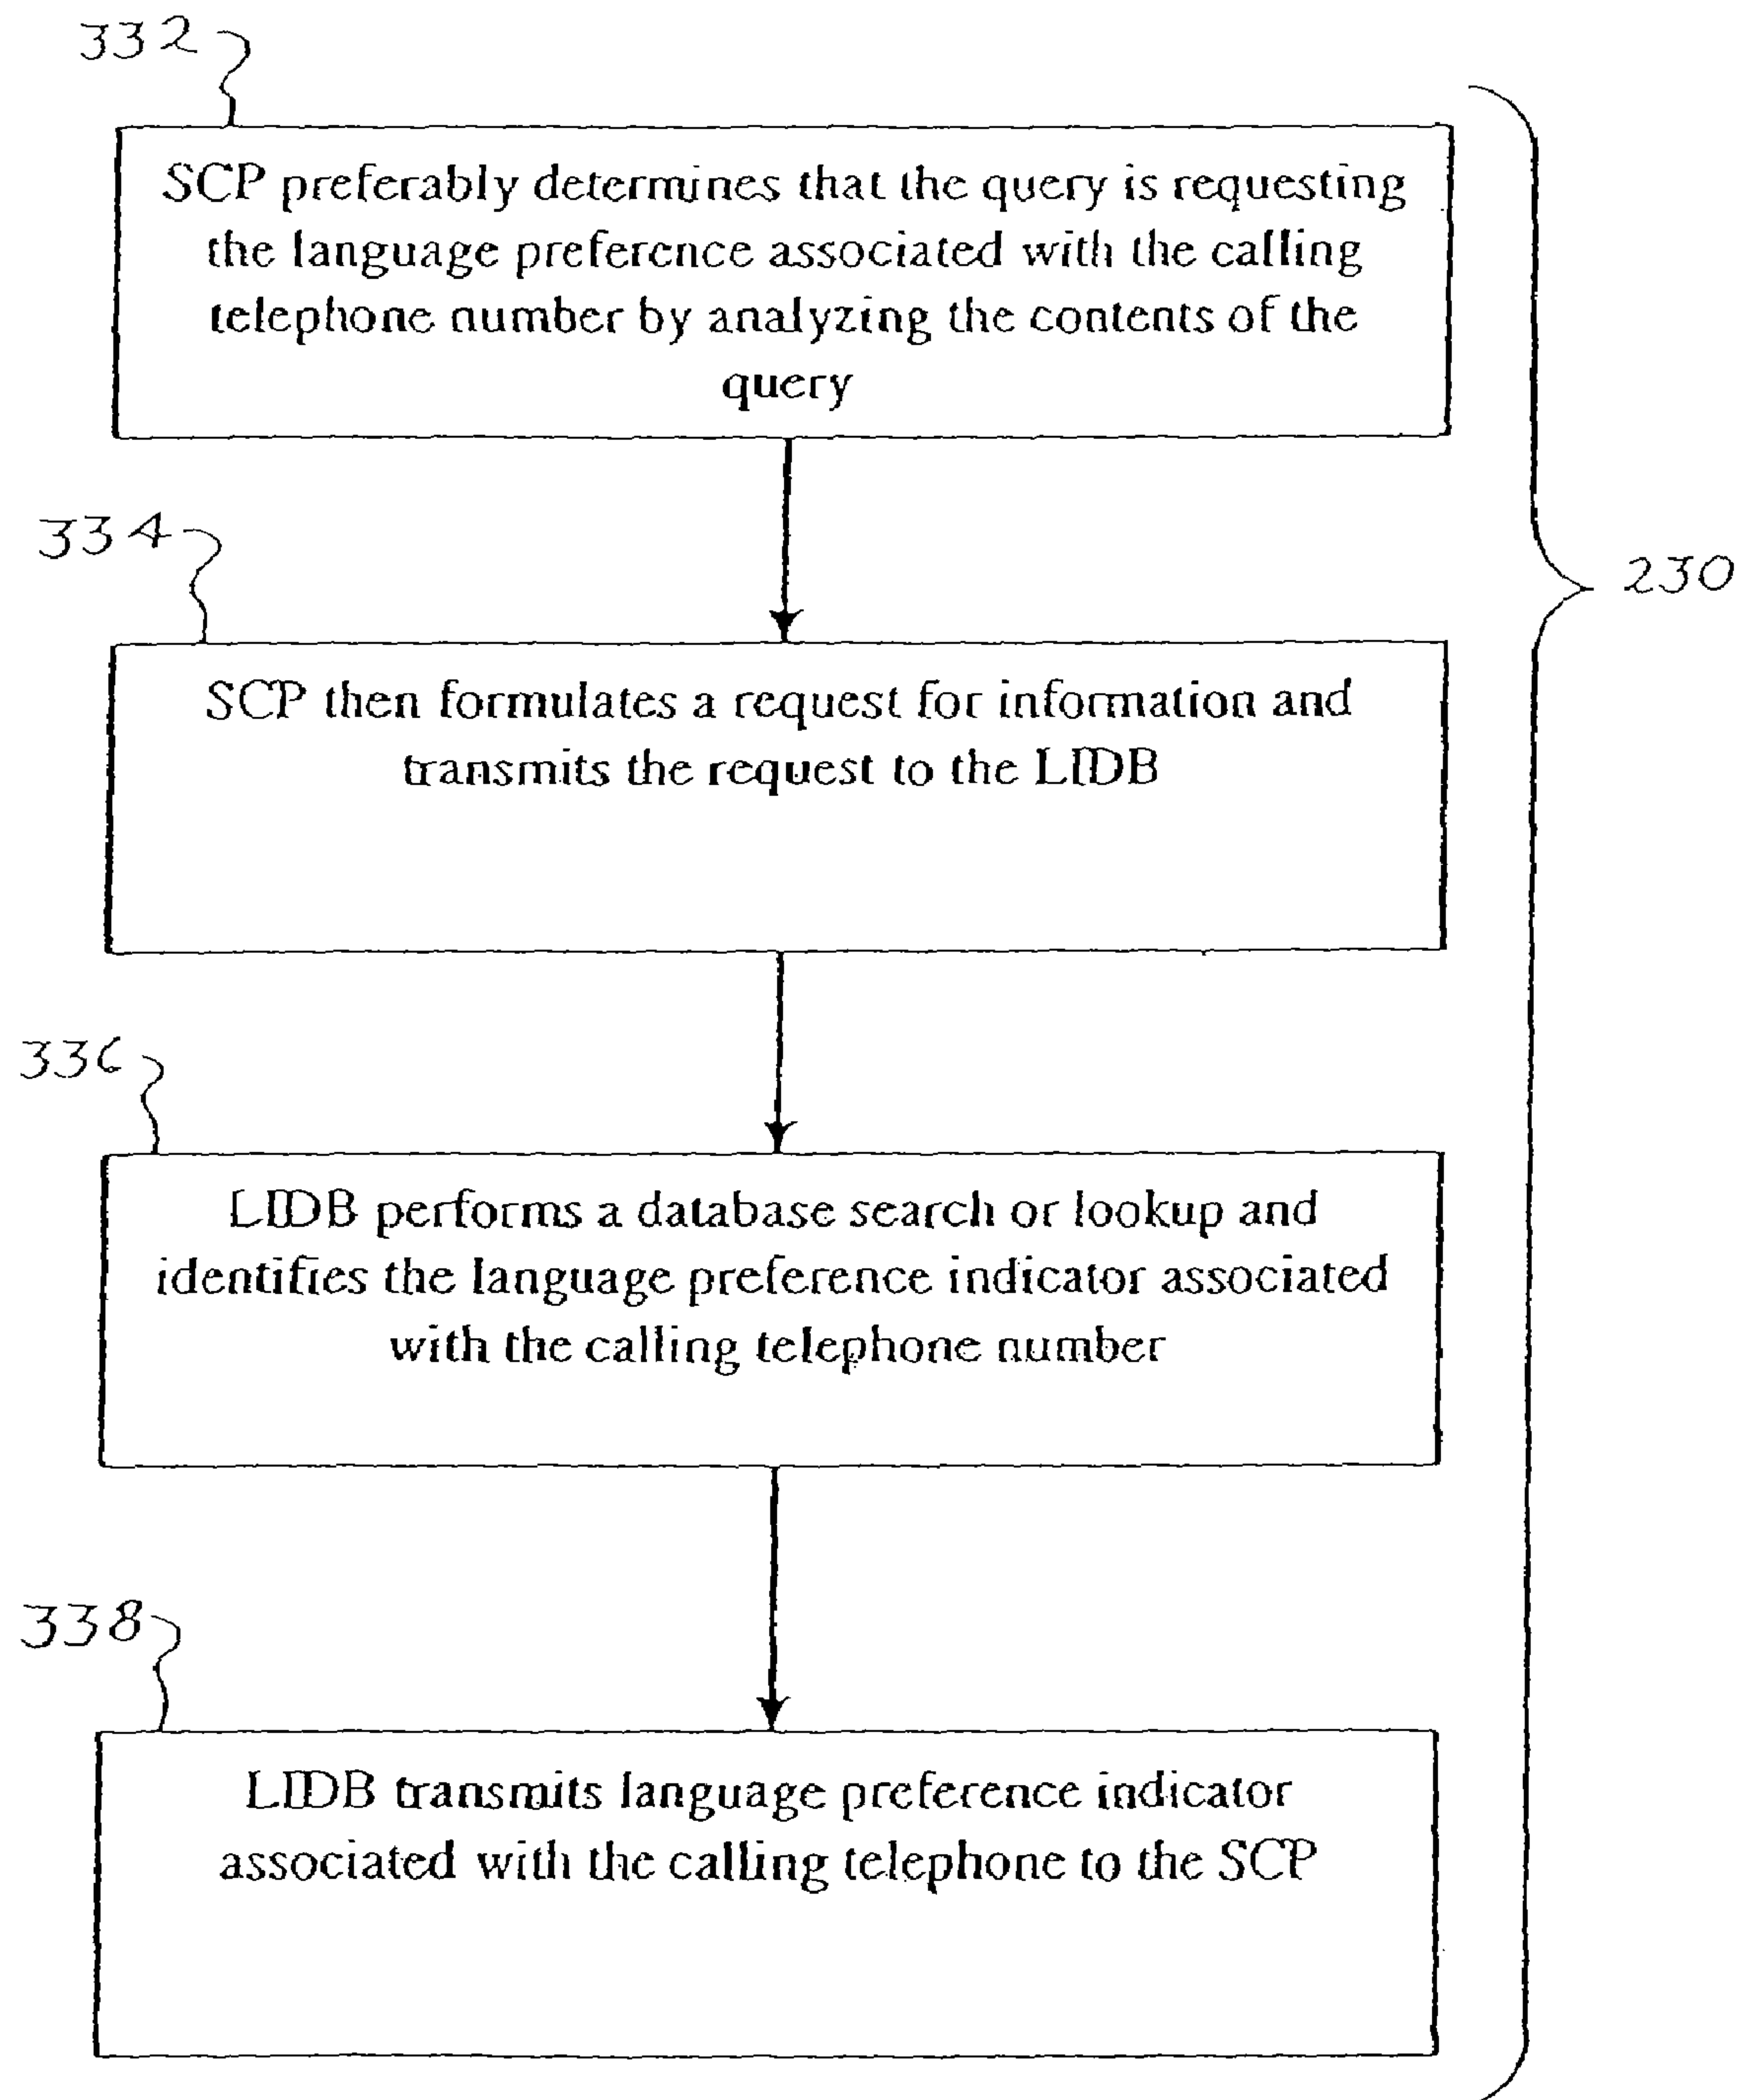 332
SCP preferably determines that the query is requesting
the language preference associated with the calling
telephone number by analyzing the contents of the
query
334
230
SCP then formulates a request for information and
transmits the request to the LIDB
336
LIDB performs a database search or lookup and
identifies the language preference indicator associated
with the calling telephone number
338
LIDB transmits language preference indicator
associated with the calling telephone to the SCP